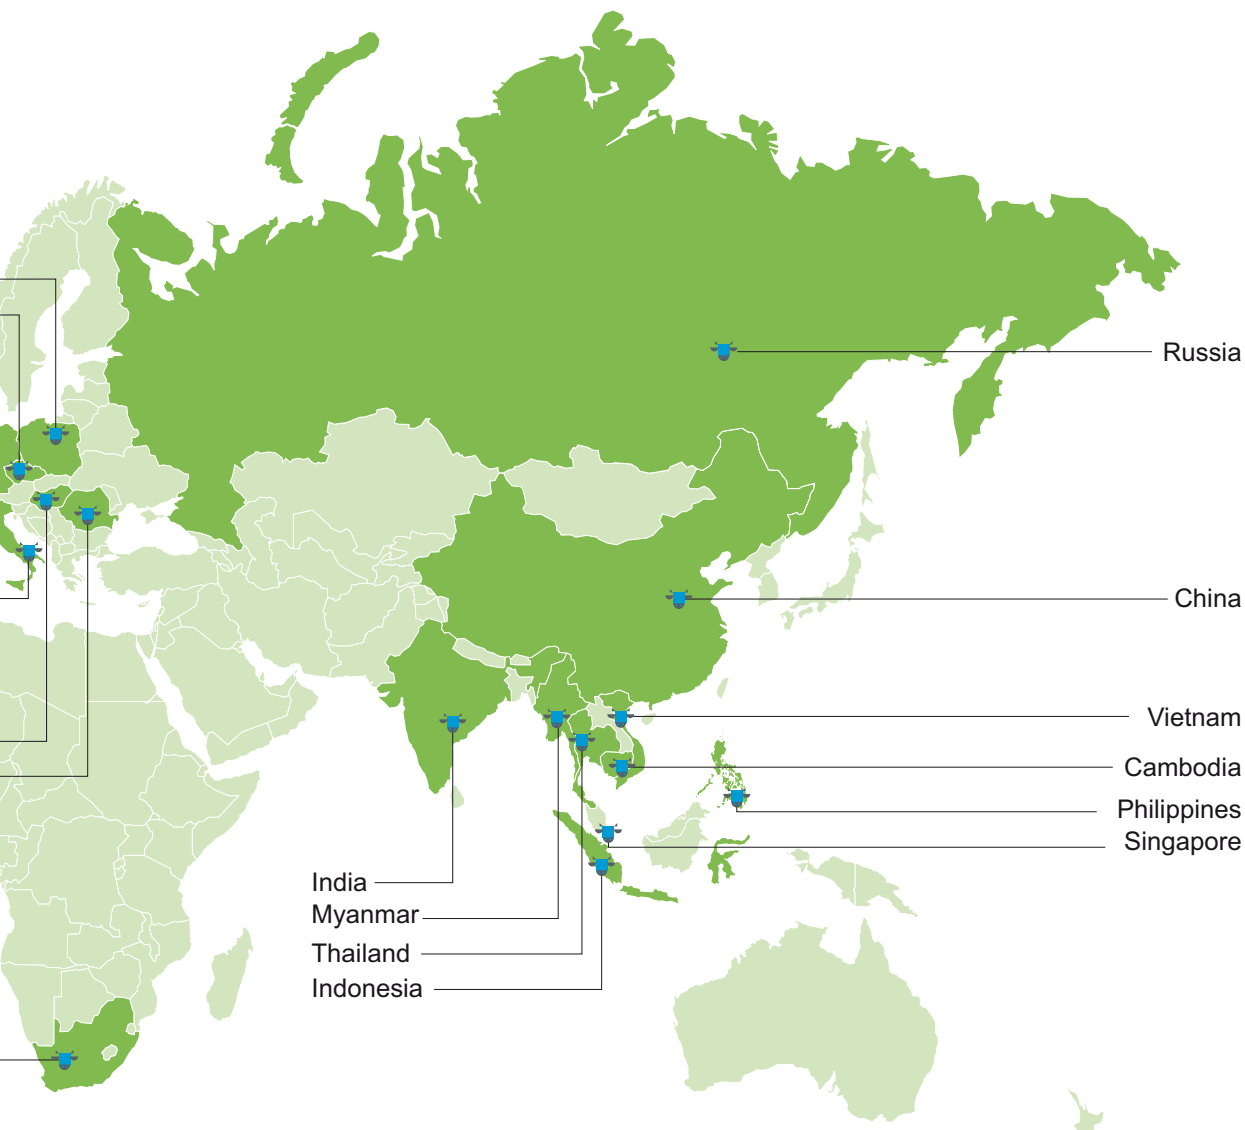 Russia
China
Vietnam
Cambodia
Philippines
Singapore
India
Myanmar
Thailand
Indonesia